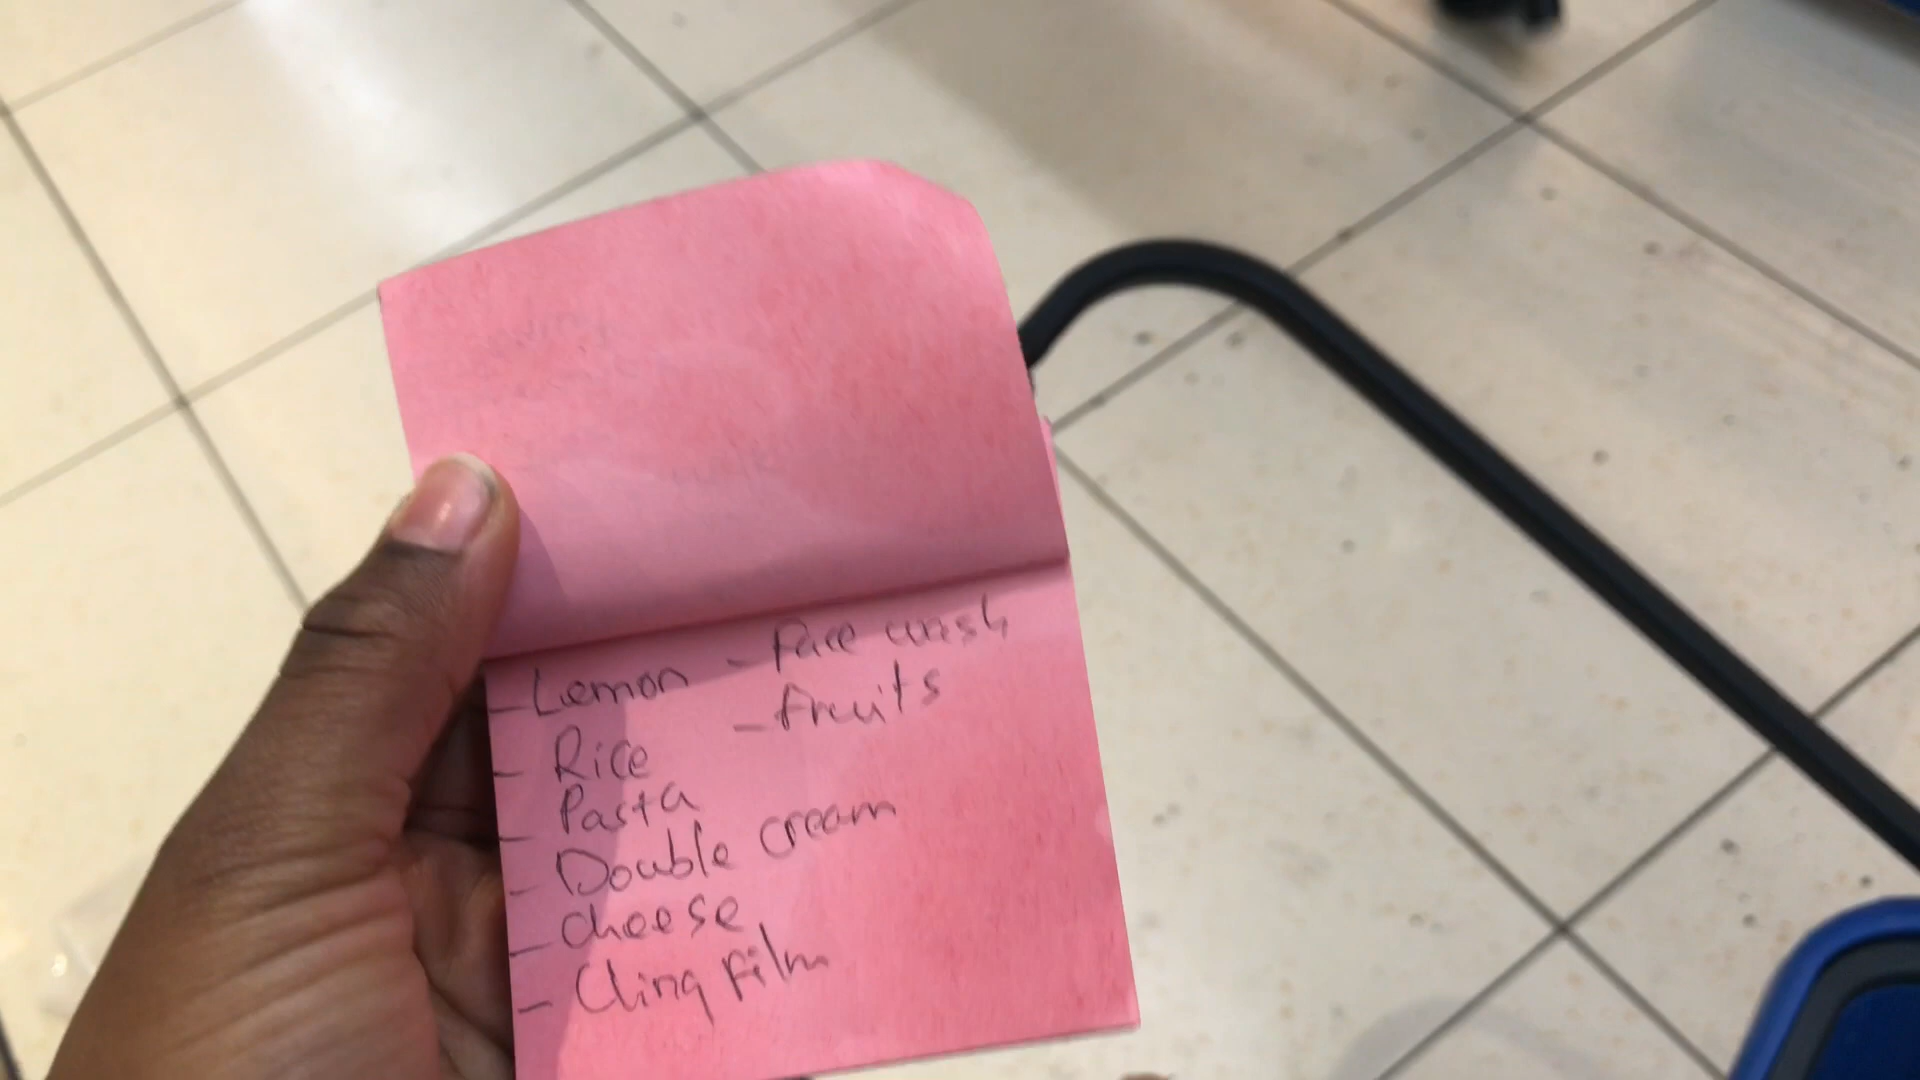 - Lemon - Face wash
- Rice - fruits
- Pasta
- Double cream
- cheese
- Cling film